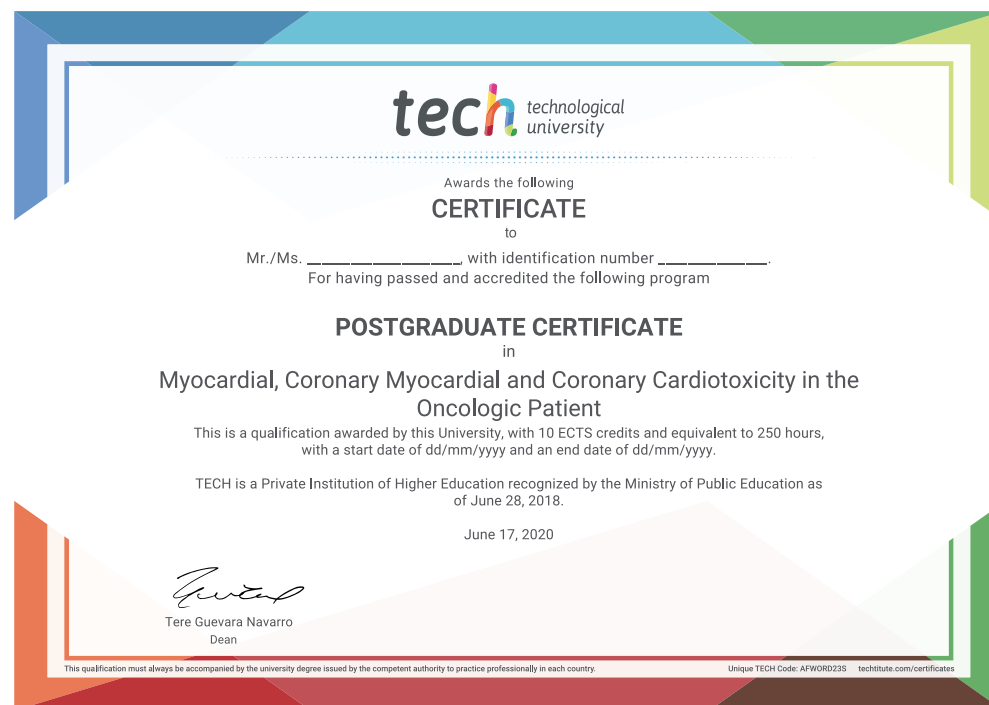 tech technological
university
Awards the following
CERTIFICATE
to
Mr./Ms. ____________________, with identification number ______________.
For having passed and accredited the following program
POSTGRADUATE CERTIFICATE
in
Myocardial, Coronary Myocardial and Coronary Cardiotoxicity in the
Oncologic Patient
This is a qualification awarded by this University, with 10 ECTS credits and equivalent to 250 hours,
with a start date of dd/mm/yyyy and an end date of dd/mm/yyyy.
TECH is a Private Institution of Higher Education recognized by the Ministry of Public Education as
of June 28, 2018.
June 17, 2020
Tere Guevara Navarro
Dean
This qualification must always be accompanied by the university degree issued by the competent authority to practice professionally in each country.
Unique TECH Code: AFWORD23S techtitute.com/certificates